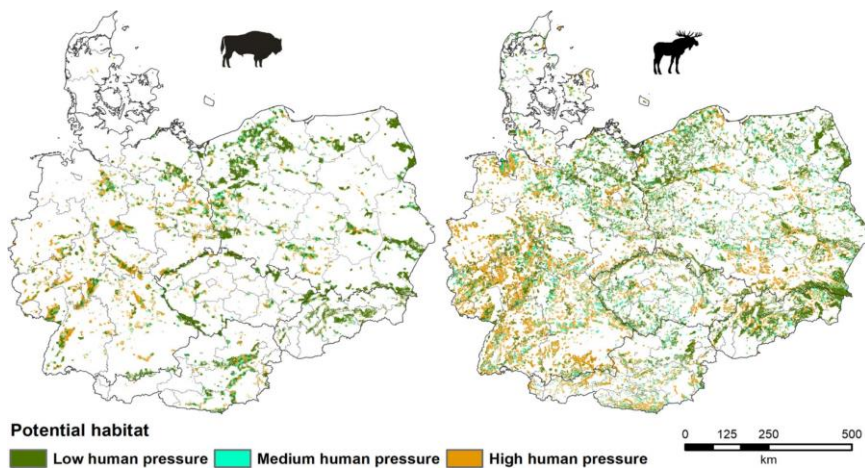 Potential habitat
Low human pressure Medium human pressure High human pressure
0 125 250 500
km